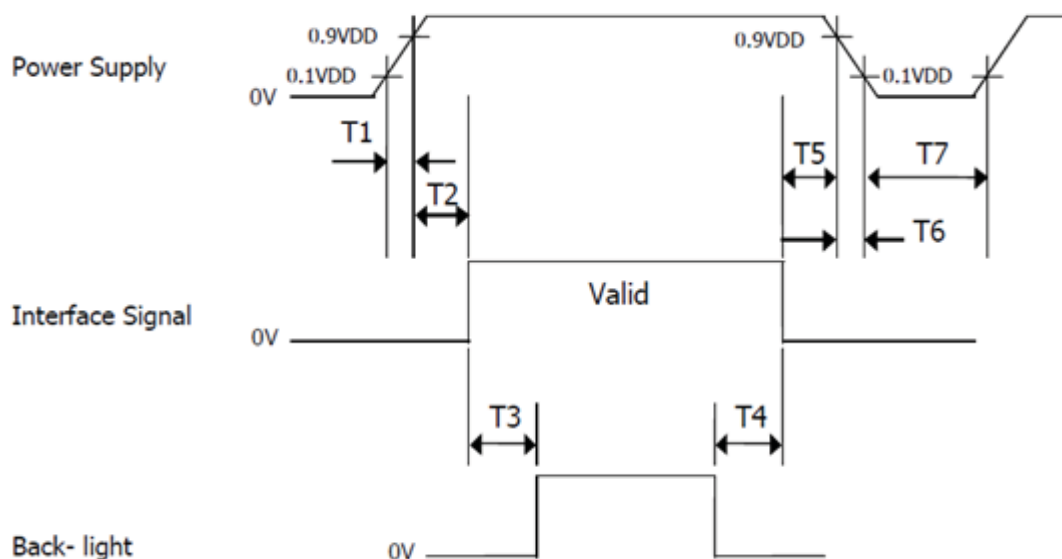 0.9VDD
0.9VDD
Power Supply
0.1VDD
0.1VDD
0V
T1
T5
T7
T2
T6
Valid
Interface Signal
0V
T3
T4
Back- light
0V